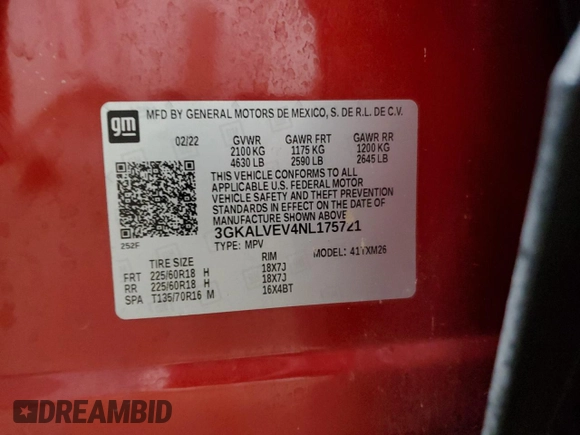 gm
MFD BY GENERAL MOTORS DE MEXICO, S. DE R.L. DE C.V.
02/22 GVWR GAWR FRT GAWR RR
2100 KG 1175 KG 1200 KG
4630 LB 2590 LB 2645 LB
THIS VEHICLE CONFORMS TO ALL
APPLICABLE U.S. FEDERAL MOTOR
VEHICLE SAFETY AND THEFT PREVENTION
STANDARDS IN EFFECT ON THE DATE OF
MANUFACTURE SHOWN ABOVE
3GKALVEV4NL175721
252F TYPE: MPV MODEL:
TIRE SIZE RIM
FRT 225/60R18 H 18X7J
RR 225/60R18 H 18X7J
SPA T135/70R16 M 16X4BT
DREAMBID